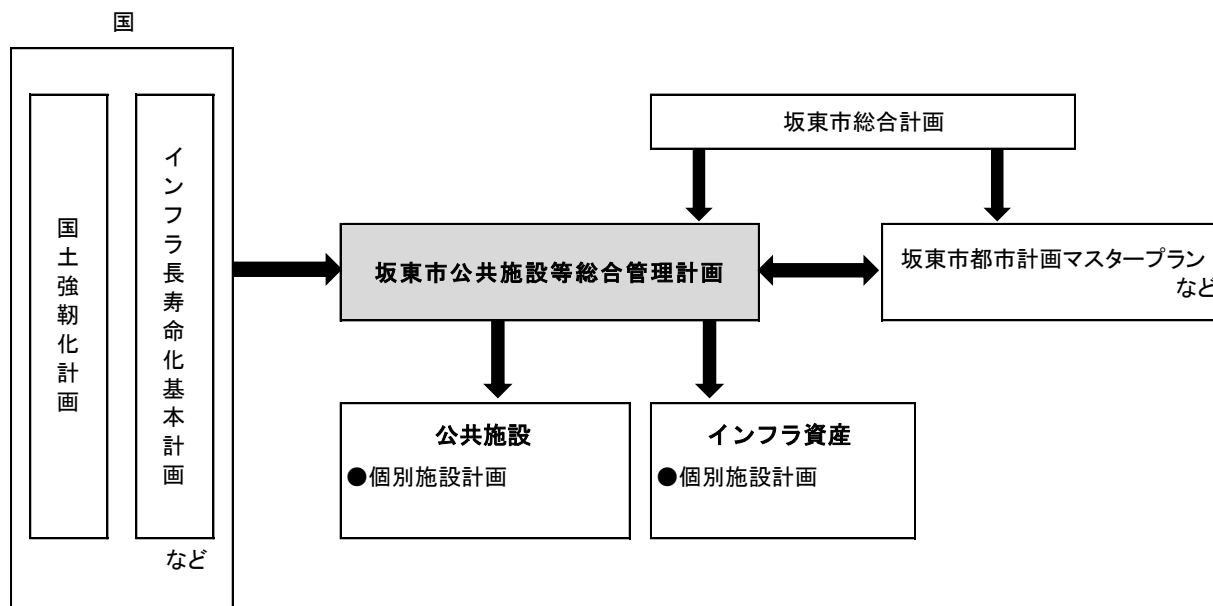 国
国土強靭化計画
インフラ長寿命化基本計画
など
坂東市総合計画
坂東市公共施設等総合管理計画
坂東市都市計画マスタープラン
など
公共施設
●個別施設計画
インフラ資産
●個別施設計画